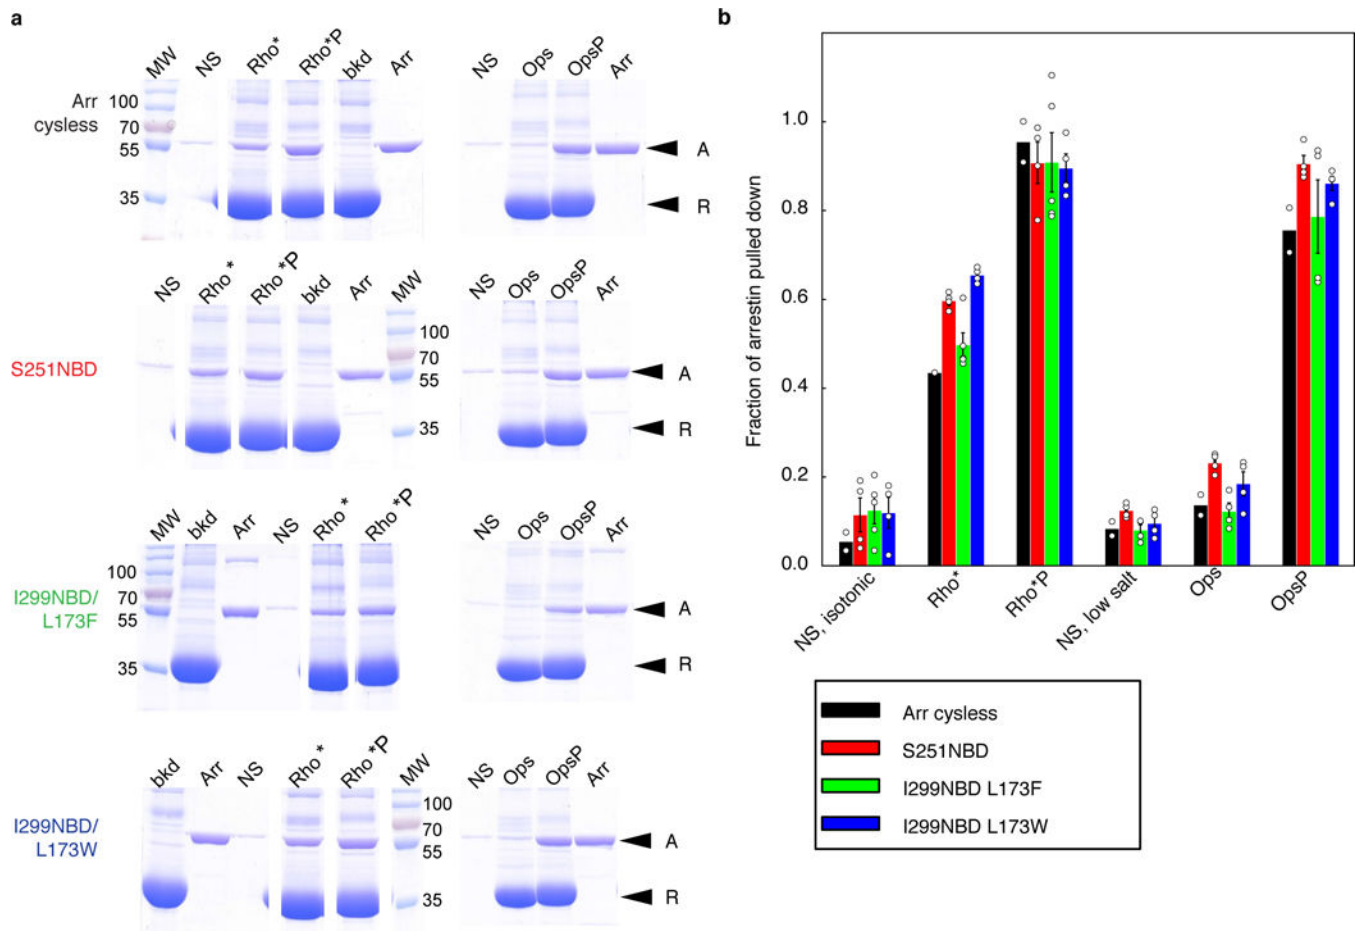 a
MW NS Rho* Rho*P bkd Arr NS Ops OpsP Arr
Arr cysless
100
70
55
35
A
R
NS Rho* Rho*P bkd Arr MW NS Ops OpsP Arr
S251NBD
100
70
55
35
A
R
MW bkd Arr NS Rho* Rho*P NS Ops OpsP Arr
I299NBD/
L173F
100
70
55
35
A
R
bkd Arr NS Rho* Rho*P MW NS Ops OpsP Arr
I299NBD/
L173W
100
70
55
35
A
R
b
Fraction of arrestin pulled down
1.0
0.8
0.6
0.4
0.2
0.0
NS, isotonic
Rho*
Rho*P
NS, low salt
Ops
OpsP
Arr cysless
S251NBD
I299NBD L173F
I299NBD L173W